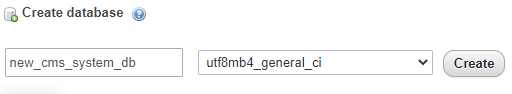 Create database
new_cms_system_db utf8mb4_general_ci Create